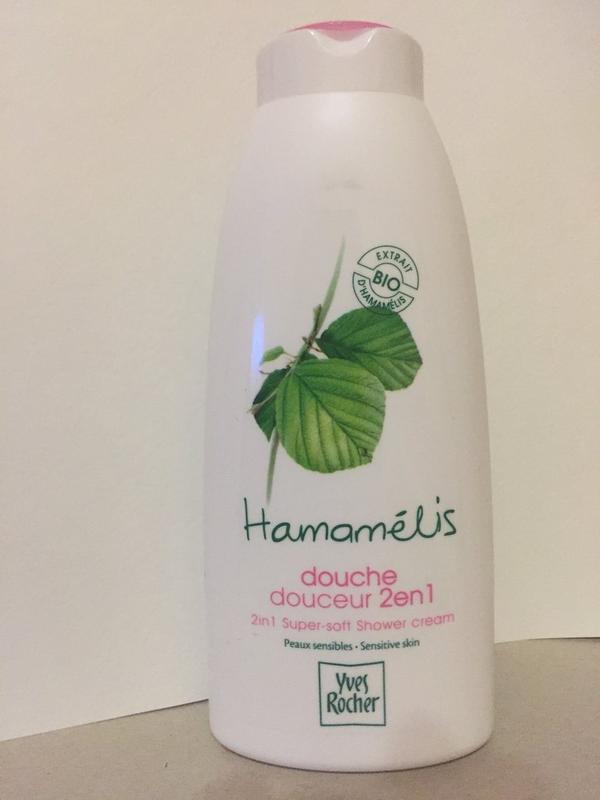 EXTRAIT
BIO
D'HAMAMÉLIS
Hamamélis
douche
douceur 2en1
2in1 Super-soft Shower cream
Peaux sensibles • Sensitive skin
Yves
Rocher